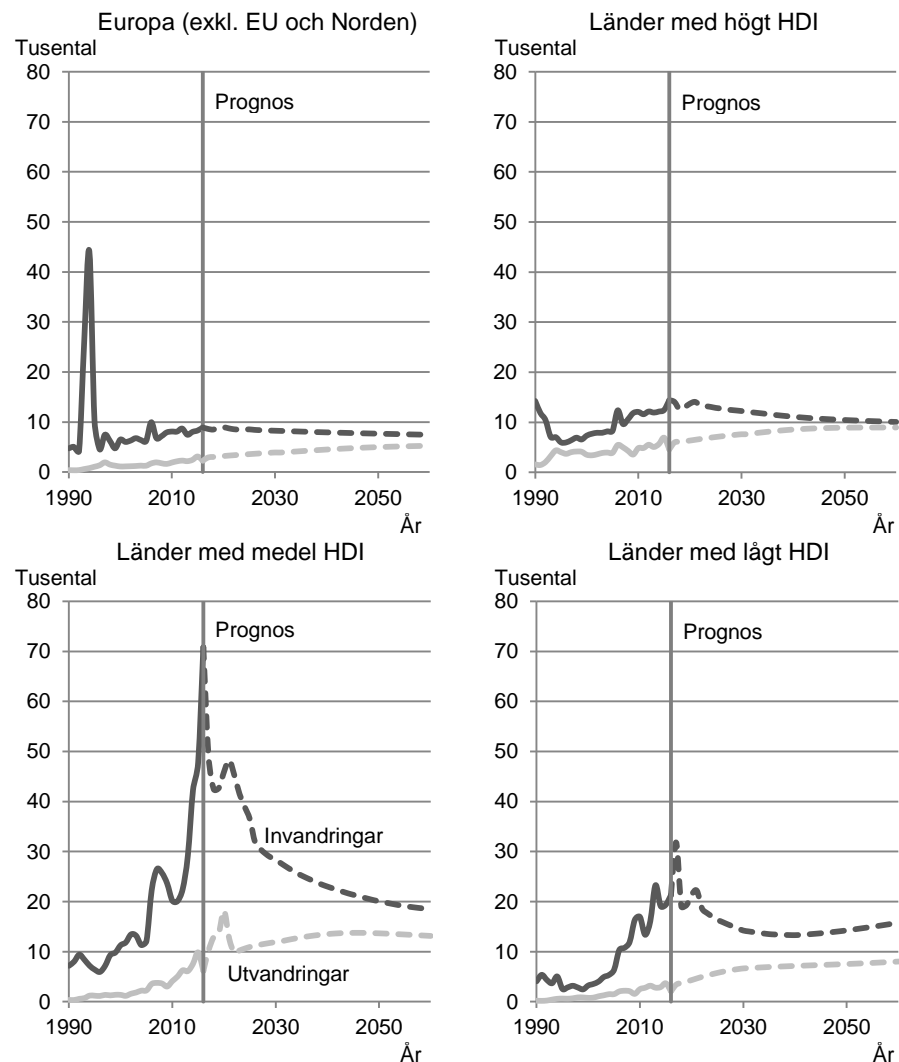 Europa (exkl. EU och Norden)
Tusental
80
70
60
50
40
30
20
10
0
Prognos
1990 2010 2030 2050
År
Länder med högt HDI
Tusental
80
70
60
50
40
30
20
10
0
Prognos
1990 2010 2030 2050
År
Länder med medel HDI
Tusental
80
70
60
50
40
30
20
10
0
Prognos
Invandringar
Utvandringar
1990 2010 2030 2050
År
Länder med lågt HDI
Tusental
80
70
60
50
40
30
20
10
0
Prognos
1990 2010 2030 2050
År